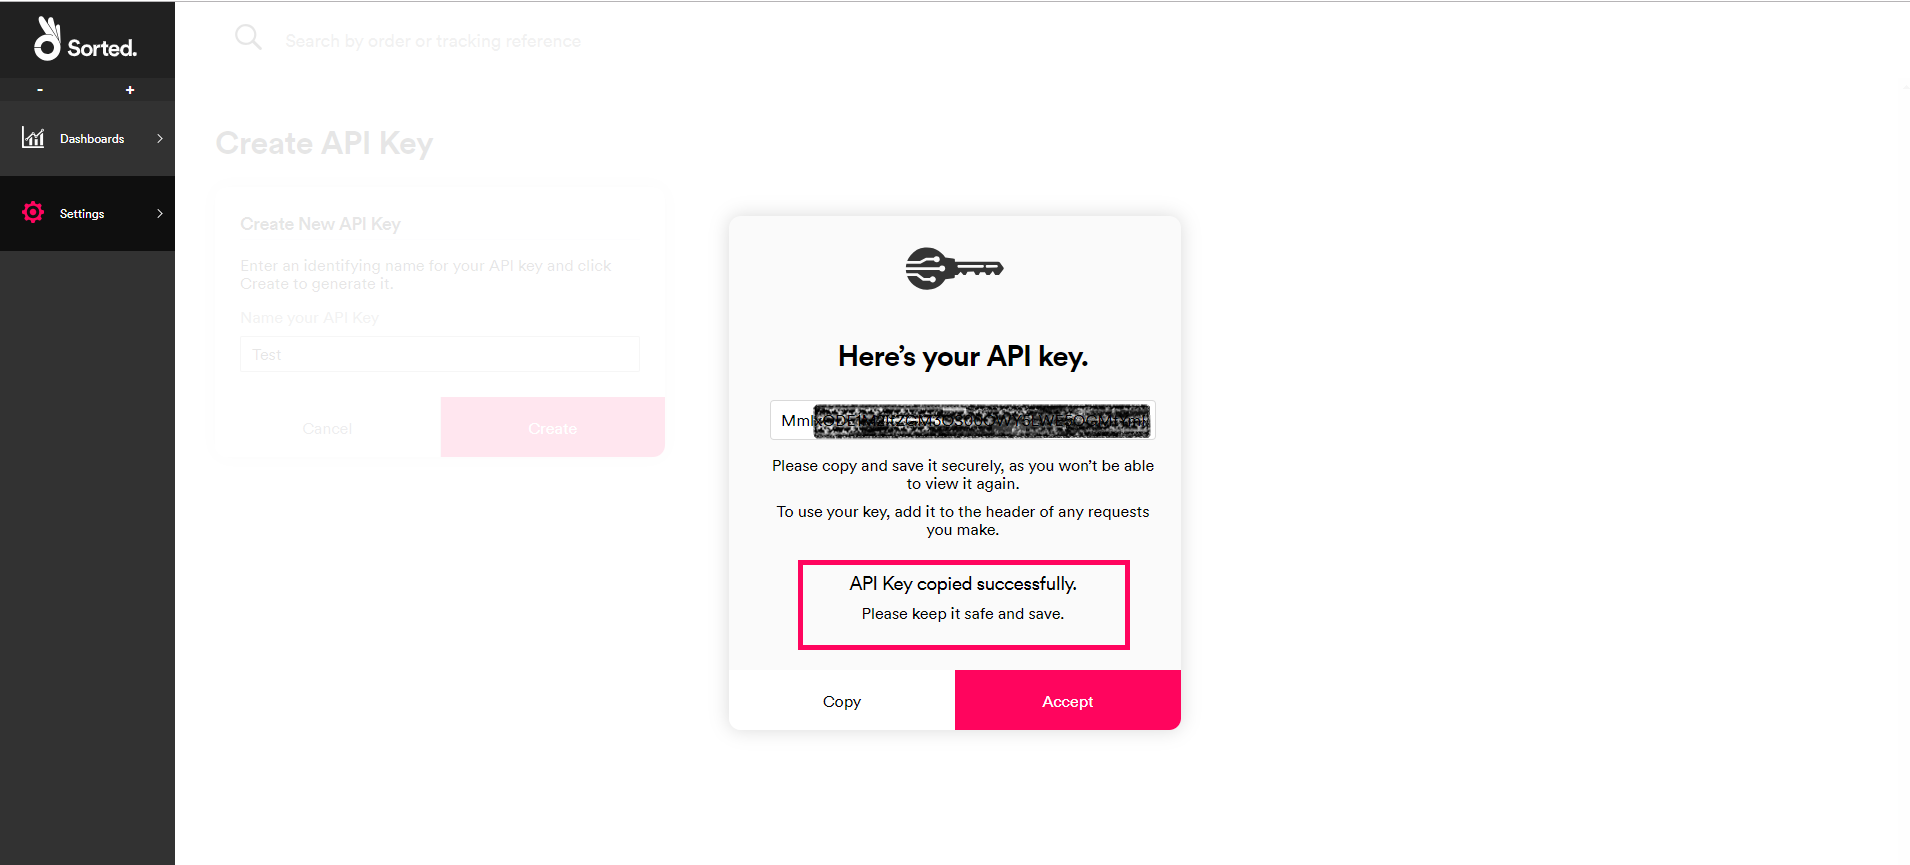 Sorted.
Search by order or tracking reference
- +
Dashboards
Settings
Create API Key
Create New API Key
Enter an identifying name for your API key and click
Create to generate it.
Name your API Key
Test
Cancel Create
Here’s your API key.
Please copy and save it securely, as you won’t be able
to view it again.
To use your key, add it to the header of any requests
you make.
API Key copied successfully.
Please keep it safe and save.
Copy Accept